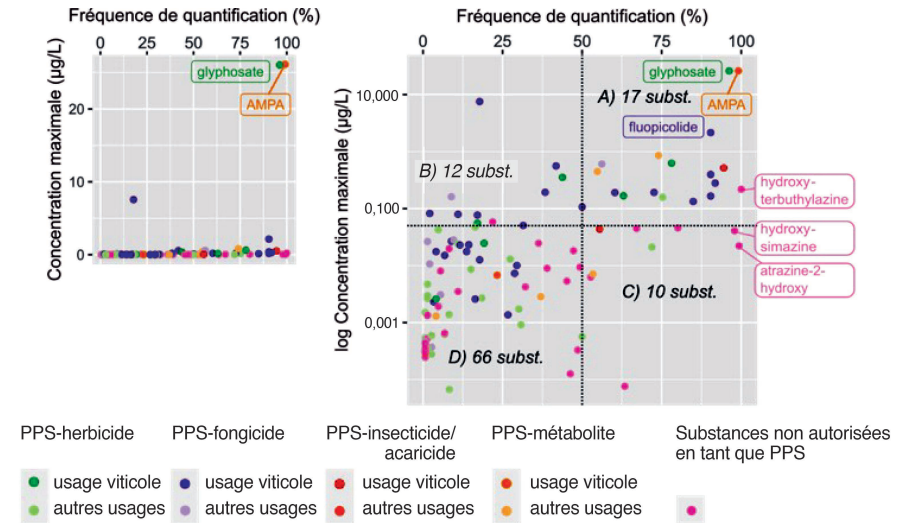 Fréquence de quantification (%)
0 25 50 75 100
Concentration maximale (µg/L)
20
10
0
glyphosate
AMPA
Fréquence de quantification (%)
0 25 50 75 100
log Concentration maximale (µg/L)
10,000
0,100
0,001
glyphosate
A) 17 subst.
AMPA
fluopicolide
B) 12 subst.
hydroxy-
terbuthylazine
hydroxy-
simazine
atrazine-2-
hydroxy
C) 10 subst.
D) 66 subst.
PPS-herbicide
usage viticole
autres usages
PPS-fongicide
usage viticole
autres usages
PPS-insecticide/
acaricide
usage viticole
autres usages
PPS-métabolite
usage viticole
autres usages
Substances non autorisées
en tant que PPS